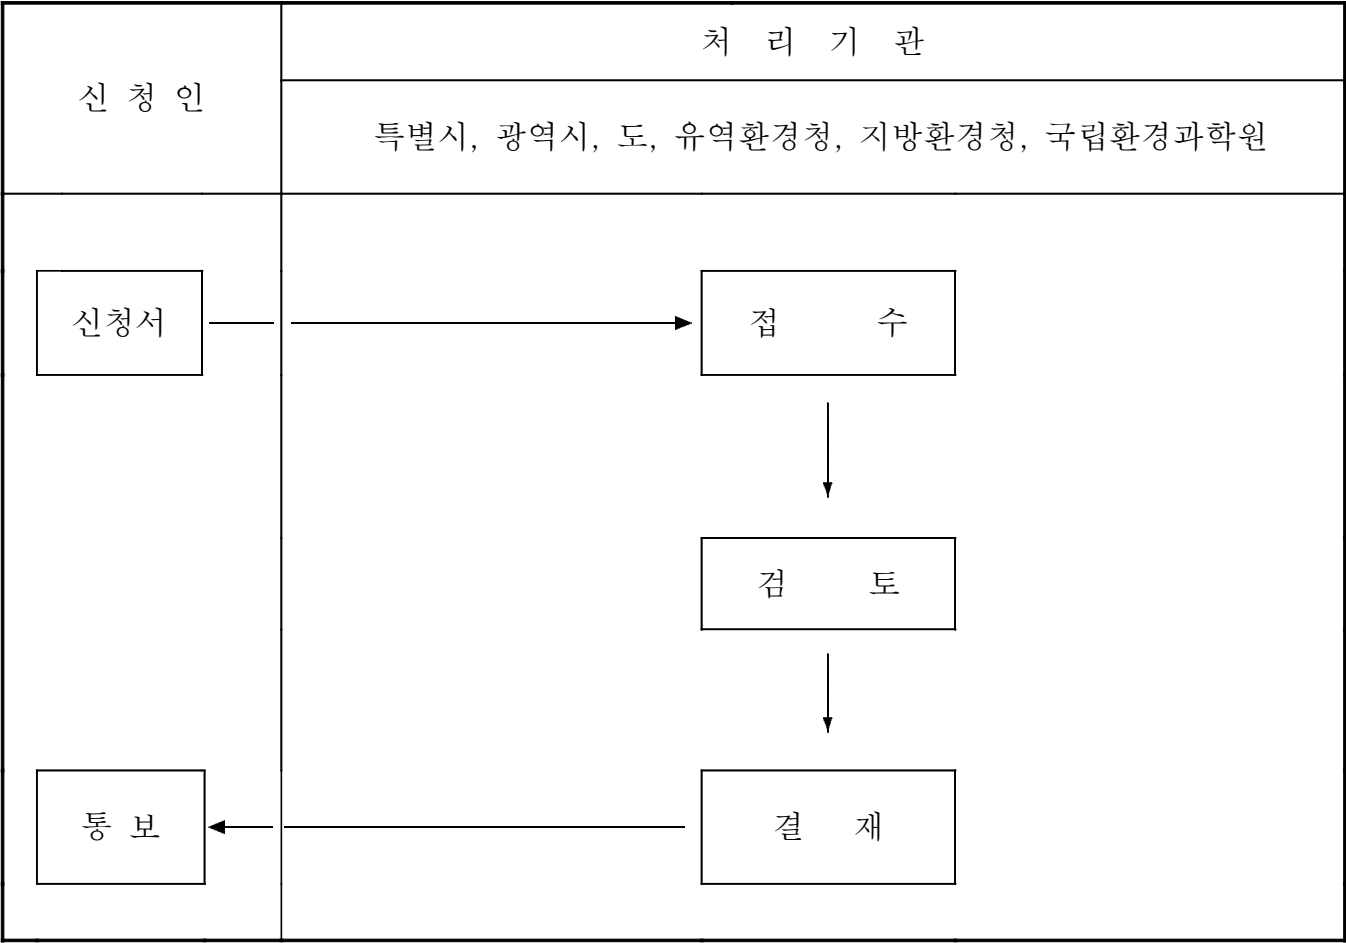 처 리 기 관
신 청 인
특별시, 광역시, 도, 유역환경청, 지방환경청, 국립환경과학원
신청서
접 수
검 토
통 보
결 재